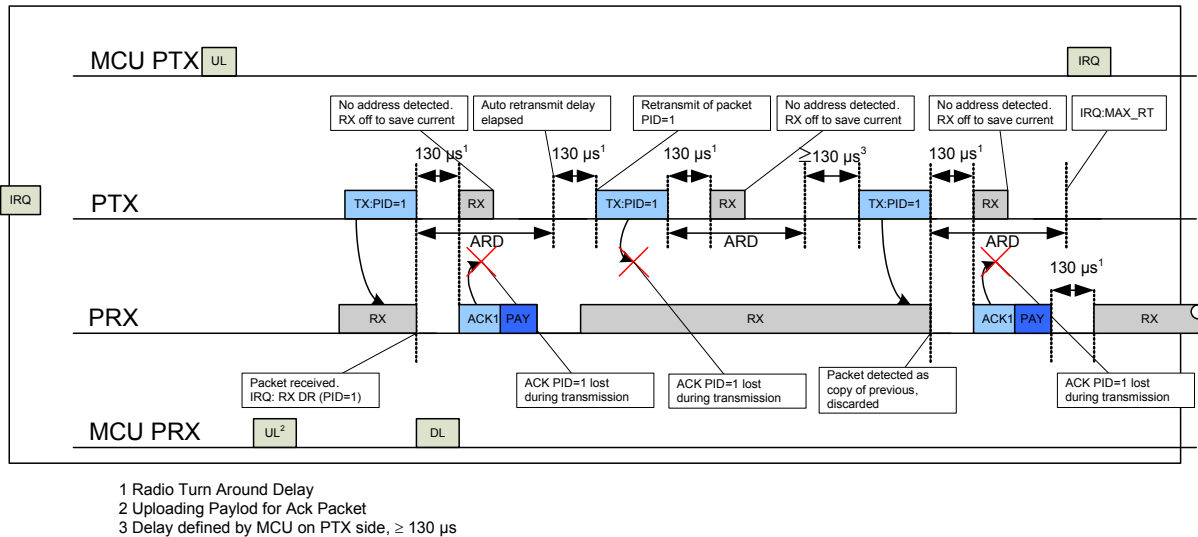 MCU PTX
UL
IRQ
No address detected.
RX off to save current
Auto retransmit delay
elapsed
Retransmit of packet
PID=1
No address detected.
RX off to save current
No address detected.
RX off to save current
IRQ:MAX_RT
130 µs1
130 µs1
130 µs1
≥130 µs3
130 µs1
IRQ
PTX
TX:PID=1
RX
TX:PID=1
RX
TX:PID=1
RX
ARD
ARD
ARD
130 µs1
PRX
RX
ACK1
PAY
RX
ACK1
PAY
RX
Packet received.
IRQ: RX DR (PID=1)
ACK PID=1 lost
during transmission
ACK PID=1 lost
during transmission
Packet detected as
copy of previous,
discarded
ACK PID=1 lost
during transmission
MCU PRX
UL2
DL
1 Radio Turn Around Delay
2 Uploading Paylod for Ack Packet
3 Delay defined by MCU on PTX side, ≥ 130 µs